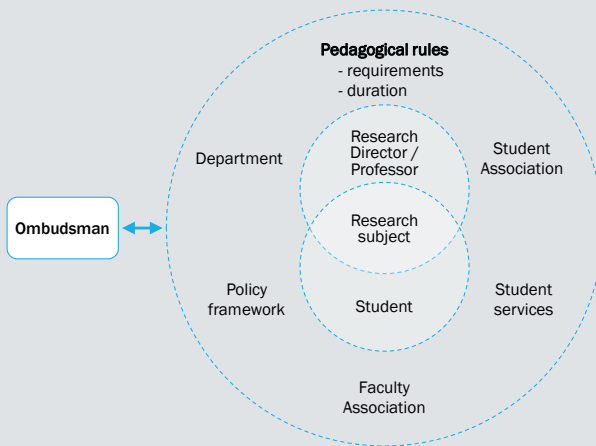 Pedagogical rules
- requirements
- duration
Research
Director /
Professor
Department
Student
Association
Ombudsman
Research
subject
Policy
framework
Student
Student
services
Faculty
Association